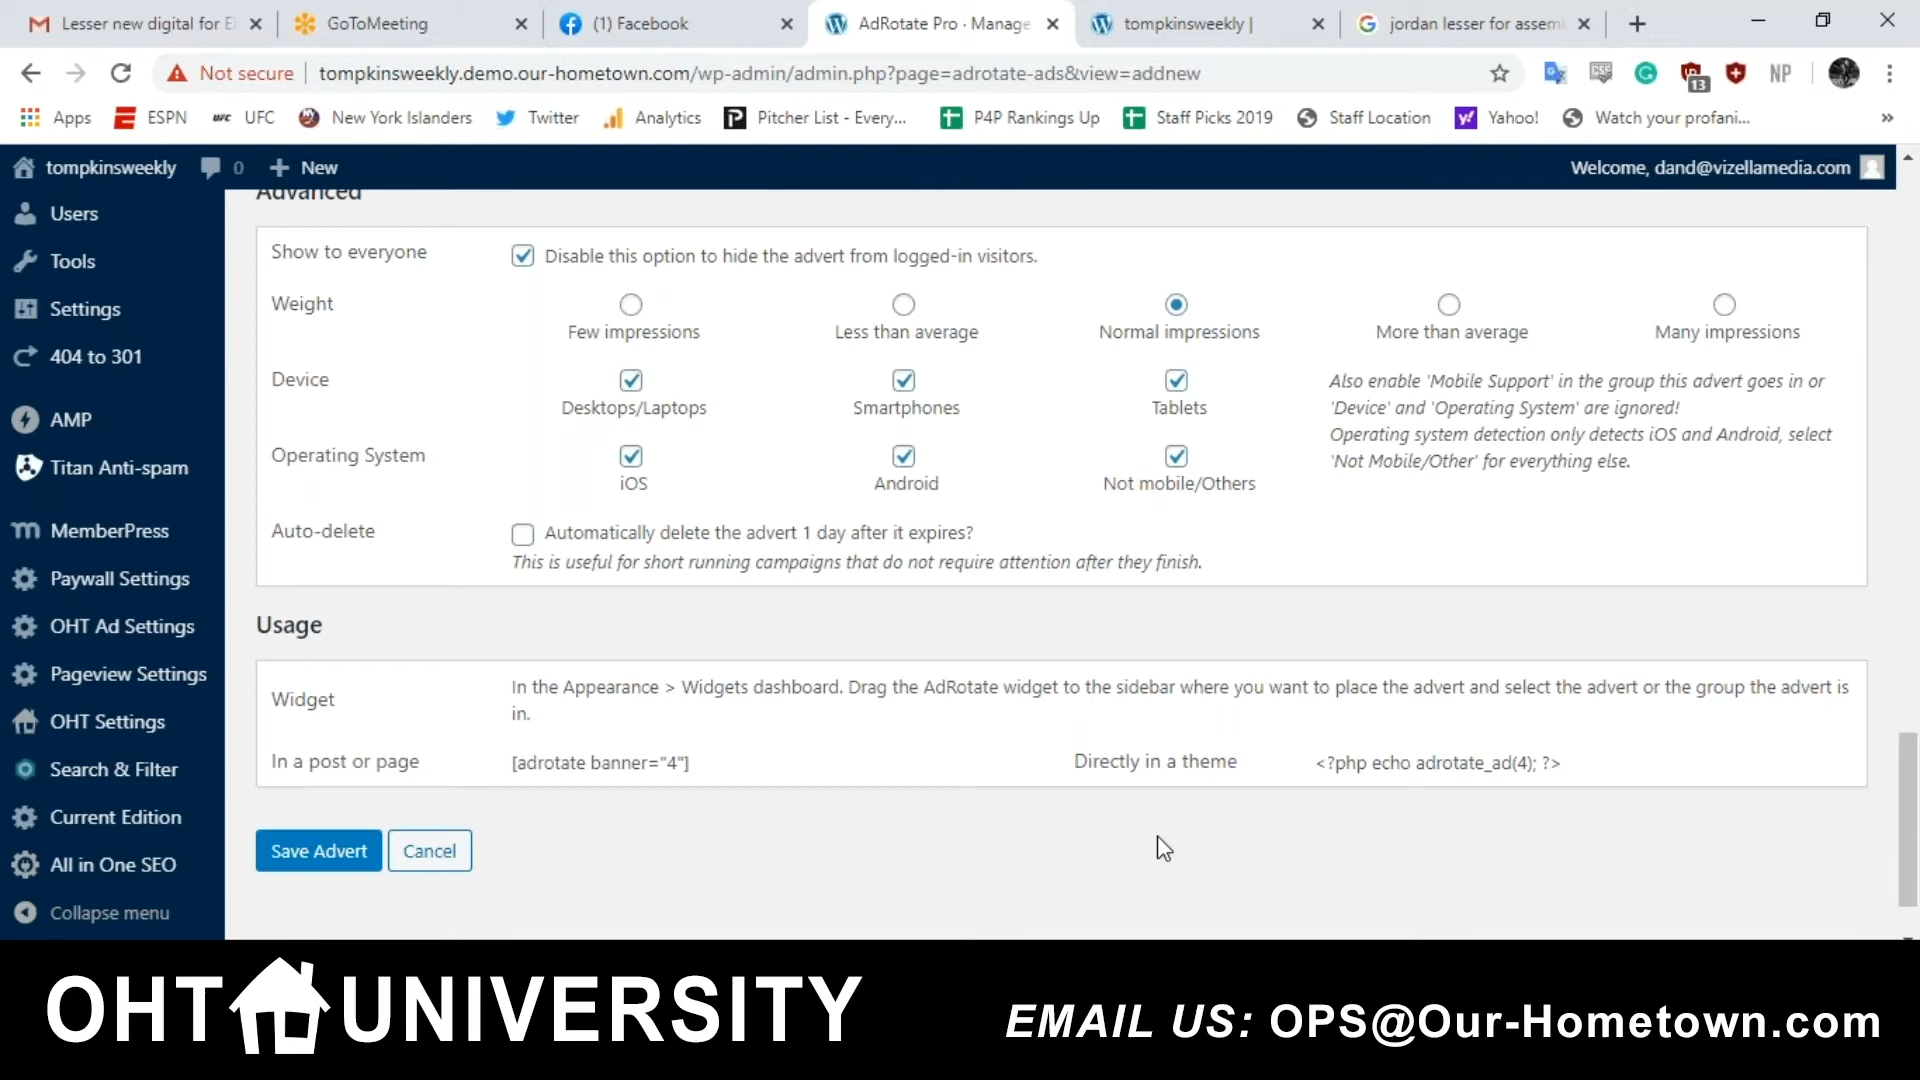 Lesser new digital for E
GoToMeeting
(1) Facebook
AdRotate Pro · Manage
tompkinsweekly |
jordan lesser for assem
Not secure
tompkinsweekly.demo.our-hometown.com/wp-admin/admin.php?page=adrotate-ads&view=addnew
13
NP
Apps
ESPN
UFC
New York Islanders
Twitter
Analytics
Pitcher List - Every...
P4P Rankings Up
Staff Picks 2019
Staff Location
Yahoo!
Watch your profani...
»
tompkinsweekly
0
New
Welcome, dand@vizellamedia.com
Users
Tools
Settings
404 to 301
AMP
Titan Anti-spam
MemberPress
Paywall Settings
OHT Ad Settings
Pageview Settings
OHT Settings
Search & Filter
Current Edition
All in One SEO
Collapse menu
Advanced
Show to everyone
Disable this option to hide the advert from logged-in visitors.
Weight
Few impressions
Less than average
Normal impressions
More than average
Many impressions
Device
Desktops/Laptops
Smartphones
Tablets
Also enable 'Mobile Support' in the group this advert goes in or
'Device' and 'Operating System' are ignored!
Operating system detection only detects iOS and Android, select
'Not Mobile/Other' for everything else.
Operating System
iOS
Android
Not mobile/Others
Auto-delete
Automatically delete the advert 1 day after it expires?
This is useful for short running campaigns that do not require attention after they finish.
Usage
Widget
In the Appearance > Widgets dashboard. Drag the AdRotate widget to the sidebar where you want to place the advert and select the advert or the group the advert is
in.
In a post or page
[adrotate banner="4"]
Directly in a theme
<?php echo adrotate_ad(4); ?>
Save Advert
Cancel
OHT UNIVERSITY
EMAIL US: OPS@Our-Hometown.com